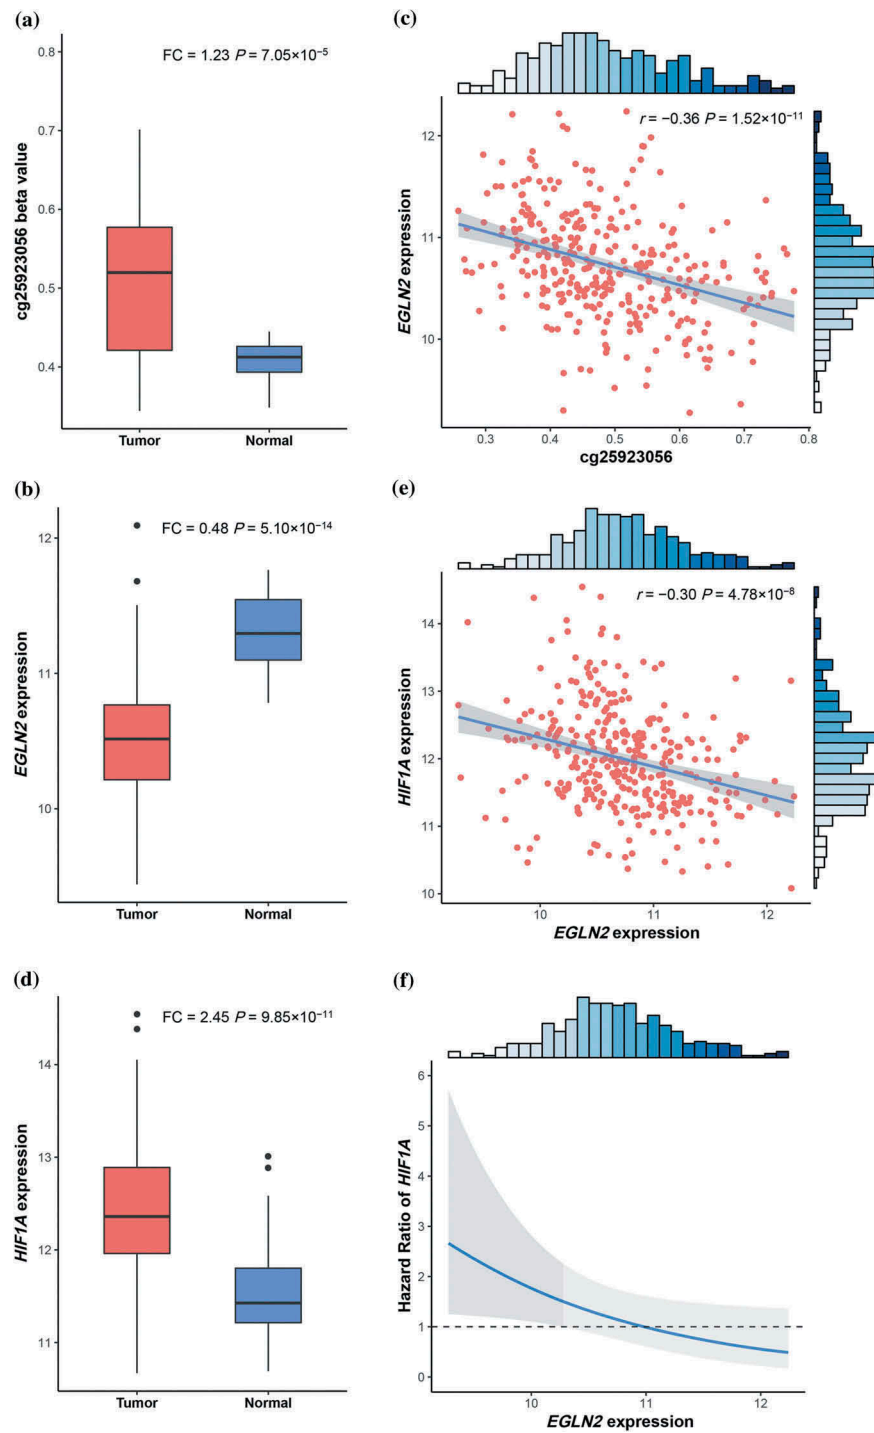 (a)
FC = 1.23 P = 7.05×10⁻⁵
cg25923056 beta value
0.8
0.7
0.6
0.5
0.4
Tumor
Normal
(c)
r = −0.36 P = 1.52×10⁻¹¹
EGLN2 expression
12
11
10
0.3
0.4
0.5
0.6
0.7
0.8
cg25923056
(b)
FC = 0.48 P = 5.10×10⁻¹⁴
EGLN2 expression
12
11
10
Tumor
Normal
(e)
r = −0.30 P = 4.78×10⁻⁸
HIF1A expression
14
13
12
11
10
10
11
12
EGLN2 expression
(d)
FC = 2.45 P = 9.85×10⁻¹¹
HIF1A expression
14
13
12
11
Tumor
Normal
(f)
Hazard Ratio of HIF1A
6
5
4
3
2
1
0
10
11
12
EGLN2 expression